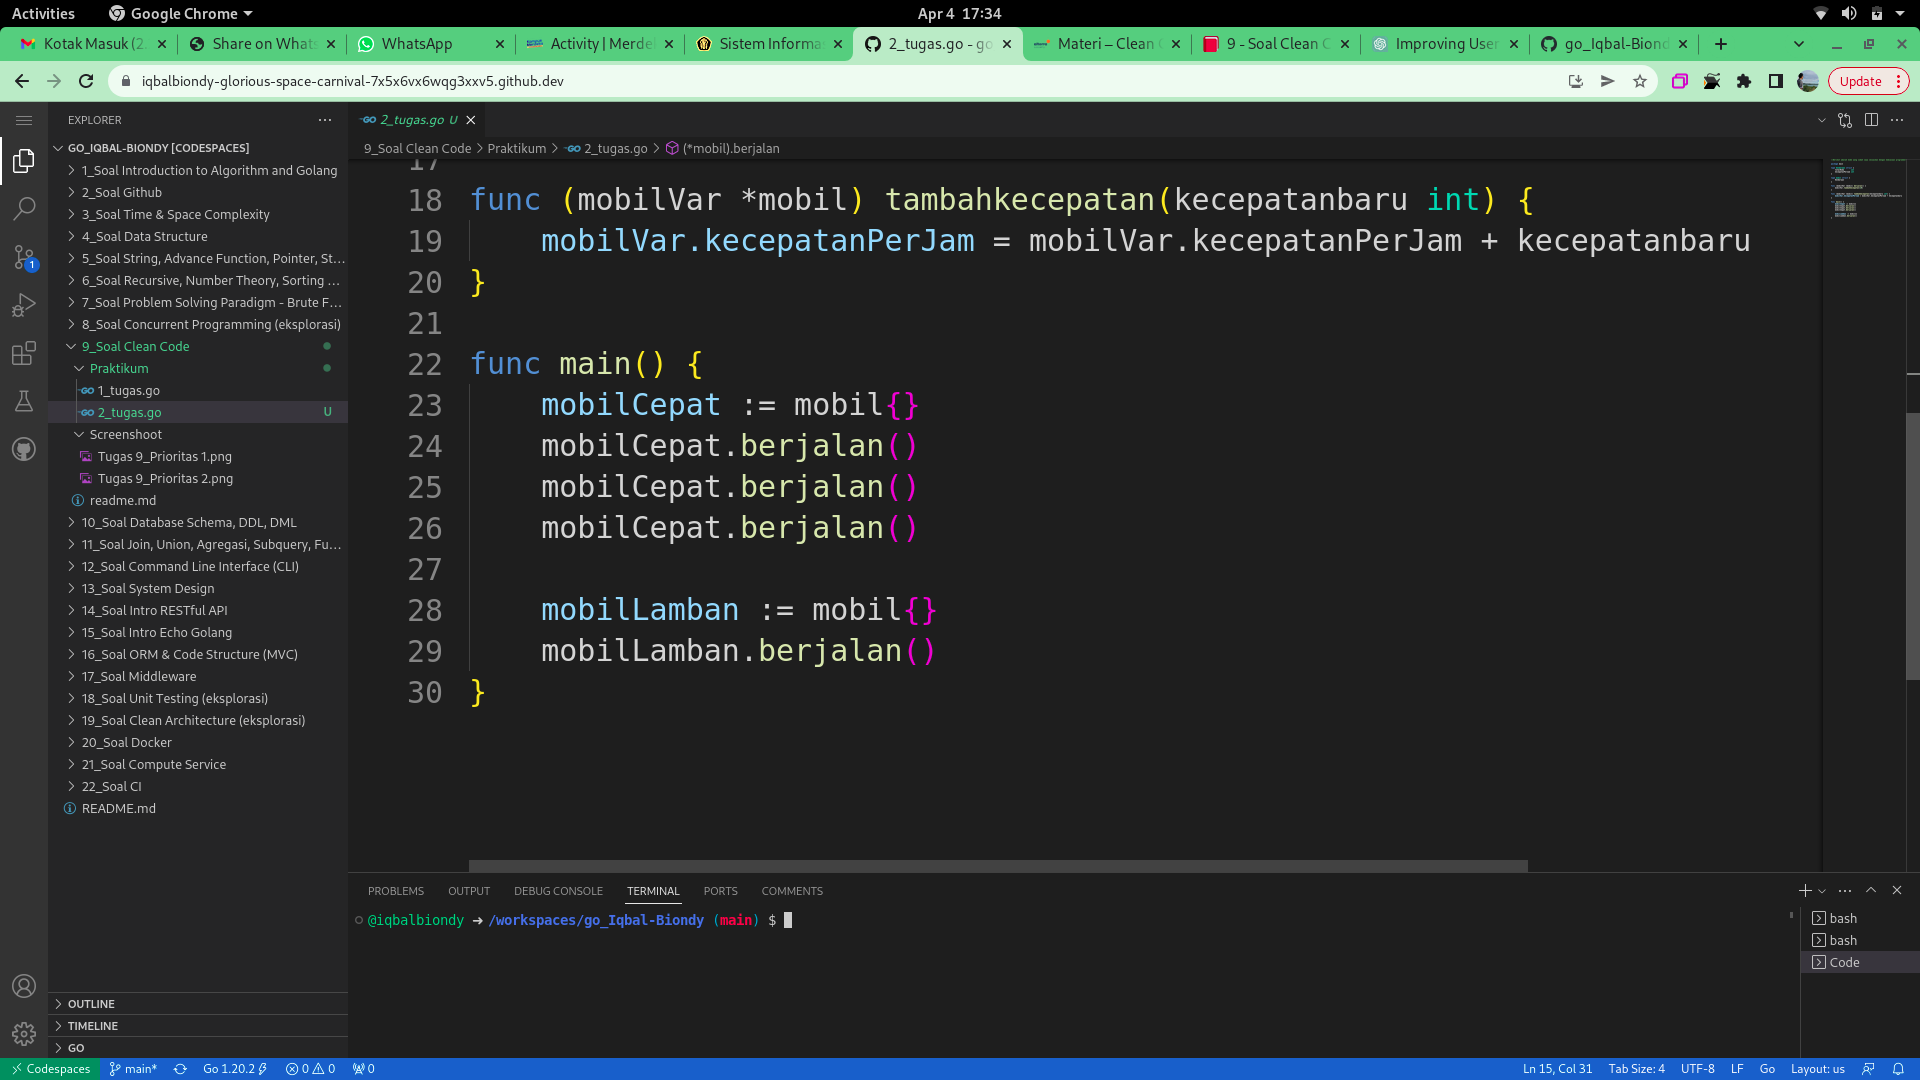 Activities
Google Chrome
Apr 4 17:34
Kotak Masuk (2
Share on Whats
WhatsApp
Activity | Merdek
Sistem Informa
2_tugas.go - go
Materi – Clean C
9 - Soal Clean C
Improving User
go_Iqbal-Biondy
iqbalbiondy-glorious-space-carnival-7x5x6vx6wqg3xxv5.github.dev
Update
EXPLORER
GO_IQBAL-BIONDY [CODESPACES]
1_Soal Introduction to Algorithm and Golang
2_Soal Github
3_Soal Time & Space Complexity
4_Soal Data Structure
5_Soal String, Advance Function, Pointer, St...
6_Soal Recursive, Number Theory, Sorting ...
7_Soal Problem Solving Paradigm - Brute F...
8_Soal Concurrent Programming (eksplorasi)
9_Soal Clean Code
Praktikum
1_tugas.go
2_tugas.go U
Screenshoot
Tugas 9_Prioritas 1.png
Tugas 9_Prioritas 2.png
readme.md
10_Soal Database Schema, DDL, DML
11_Soal Join, Union, Agregasi, Subquery, Fu...
12_Soal Command Line Interface (CLI)
13_Soal System Design
14_Soal Intro RESTful API
15_Soal Intro Echo Golang
16_Soal ORM & Code Structure (MVC)
17_Soal Middleware
18_Soal Unit Testing (eksplorasi)
19_Soal Clean Architecture (eksplorasi)
20_Soal Docker
21_Soal Compute Service
22_Soal CI
README.md
OUTLINE
TIMELINE
GO
1
2_tugas.go U
9_Soal Clean Code > Praktikum > 2_tugas.go > (*mobil).berjalan
17
18 func (mobilVar *mobil) tambahkecepatan(kecepatanbaru int) {
19 mobilVar.kecepatanPerJam = mobilVar.kecepatanPerJam + kecepatanbaru
20 }
21
22 func main() {
23 mobilCepat := mobil{}
24 mobilCepat.berjalan()
25 mobilCepat.berjalan()
26 mobilCepat.berjalan()
27
28 mobilLamban := mobil{}
29 mobilLamban.berjalan()
30 }
PROBLEMS OUTPUT DEBUG CONSOLE TERMINAL PORTS COMMENTS
@iqbalbiondy ➜ /workspaces/go_Iqbal-Biondy (main) $
bash
bash
Code
Codespaces main* Go 1.20.2 0 0 0
Ln 15, Col 31 Tab Size: 4 UTF-8 LF Go Layout: us